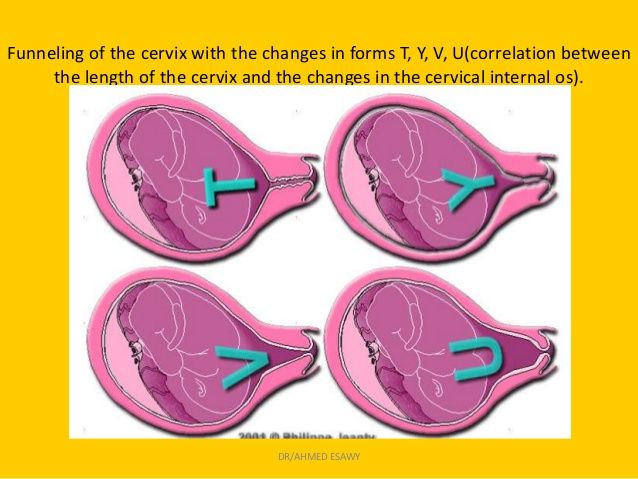 Funneling of the cervix with the changes in forms T, Y, V, U(correlation between
the length of the cervix and the changes in the cervical internal os).
T
Y
V
U
2001 © Philippe Jeanty
DR/AHMED ESAWY